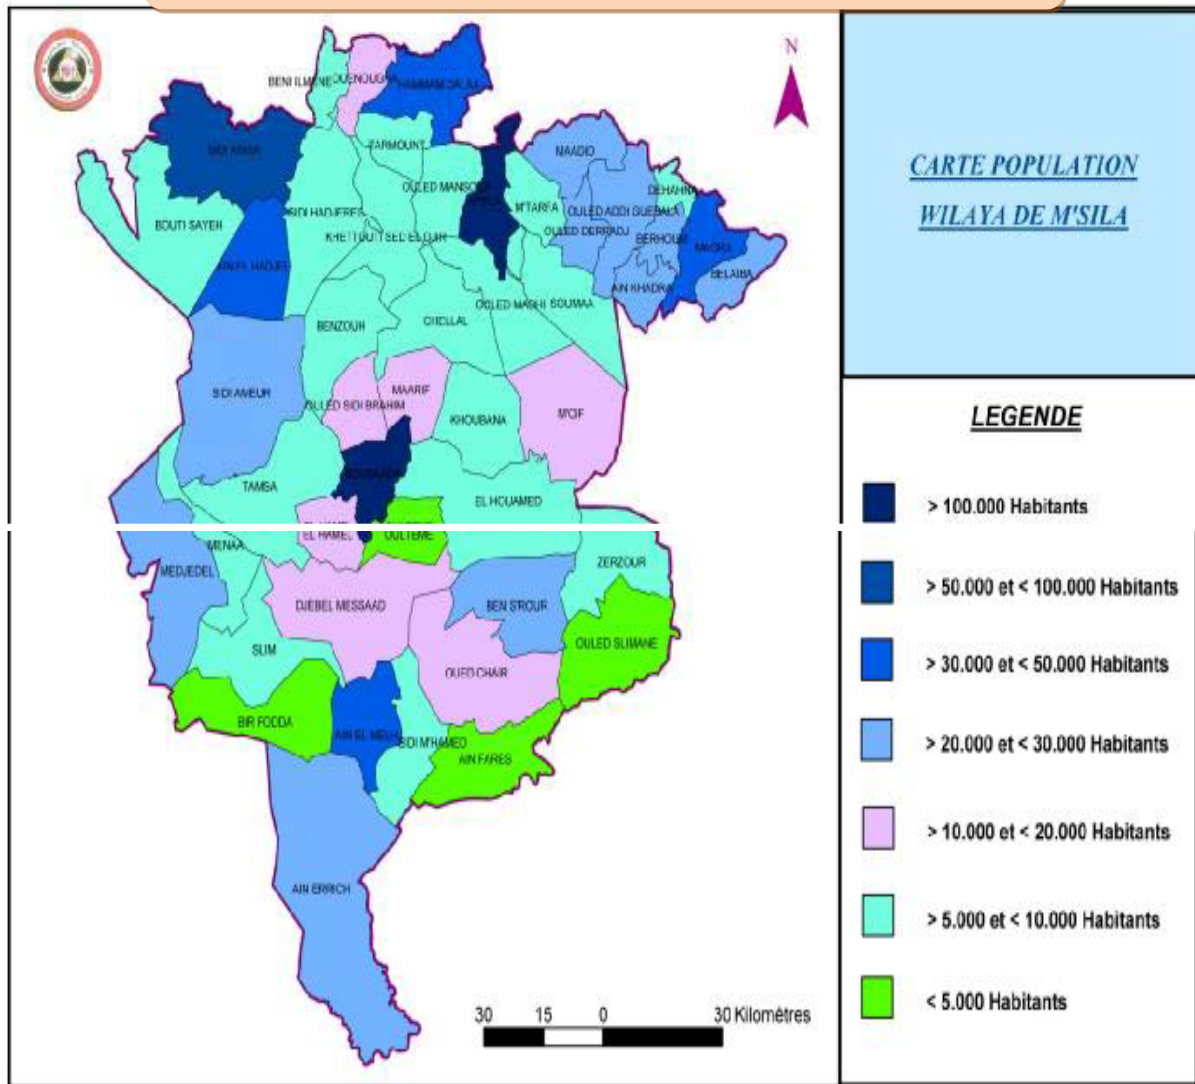 N
CARTE POPULATION
WILAYA DE M'SILA
LEGENDE
> 100.000 Habitants
> 50.000 et < 100.000 Habitants
> 30.000 et < 50.000 Habitants
> 20.000 et < 30.000 Habitants
> 10.000 et < 20.000 Habitants
> 5.000 et < 10.000 Habitants
< 5.000 Habitants
BENI ILMENE
OUENOUGHA
HAMMAM DALAA
SIDI AISSA
TARMOUNT
MAADID
OULED MANSOUR
M'TARFA
DEHAHNA
BOUTI SAYEH
SIDI HADJERES
OULED ADDI GUEBALA
KHETTOUTI SED EL DJIR
OULED DERRADJ
BERHOUM
MAGRA
AIN EL HADJEL
BELAIBA
AIN KHADRA
OULED MADHI
SOUMAA
BENZOUH
CHELLAL
SIDI AMEUR
OULED SIDI BRAHIM
MAARIF
KHOUBANA
M'CIF
TAMSA
EL HOUAMED
EL HAMEL
OULTEME
MENAA
MEDJEDEL
ZERZOUR
DJEBEL MESSAAD
BEN S'ROUR
OULED SLIMANE
SLIM
OUED CHAIR
BIR FODDA
AIN EL MELH
SIDI M'HAMED
AIN FARES
AIN ERRICH
30 15 0 30 Kilomètres